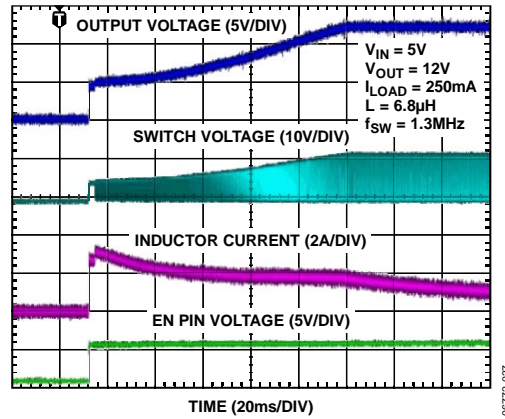 T
OUTPUT VOLTAGE (5V/DIV)
V_IN = 5V
V_OUT = 12V
I_LOAD = 250mA
L = 6.8µH
f_SW = 1.3MHz
SWITCH VOLTAGE (10V/DIV)
INDUCTOR CURRENT (2A/DIV)
EN PIN VOLTAGE (5V/DIV)
TIME (20ms/DIV)